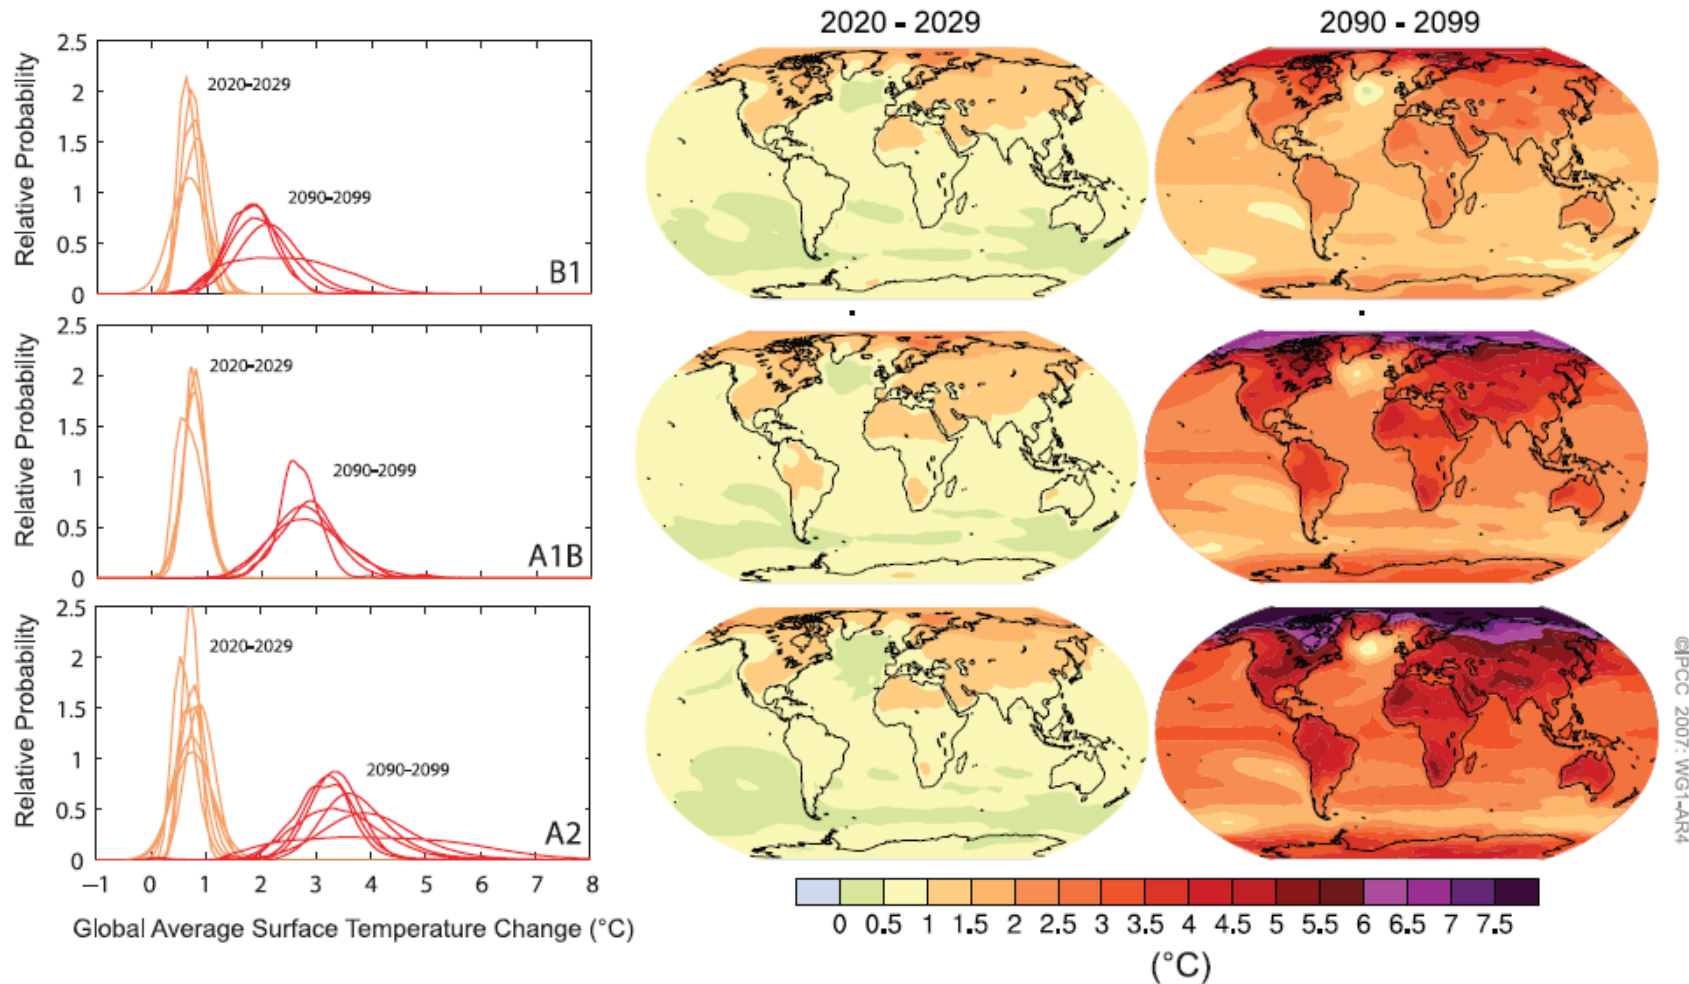 2020 - 2029
2090 - 2099
Relative Probability
2.5
2
1.5
1
0.5
0
2020–2029
2090–2099
B1
Relative Probability
2.5
2
1.5
1
0.5
0
2020–2029
2090–2099
A1B
Relative Probability
2.5
2
1.5
1
0.5
0
2020–2029
2090–2099
A2
–1 0 1 2 3 4 5 6 7 8
Global Average Surface Temperature Change (°C)
0 0.5 1 1.5 2 2.5 3 3.5 4 4.5 5 5.5 6 6.5 7 7.5
(°C)
©IPCC 2007: WG1-AR4